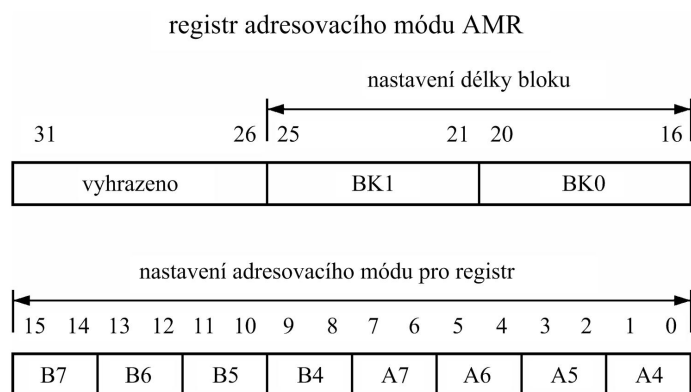 registr adresovacího módu AMR
nastavení délky bloku
31 26 25 21 20 16
vyhrazeno BK1 BK0
nastavení adresovacího módu pro registr
15 14 13 12 11 10 9 8 7 6 5 4 3 2 1 0
B7 B6 B5 B4 A7 A6 A5 A4